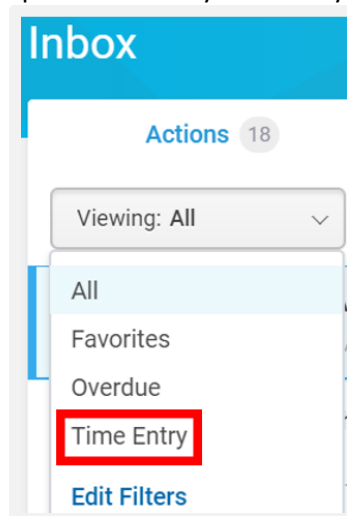 Inbox
Actions 18
Viewing: All
All
Favorites
Overdue
Time Entry
Edit Filters